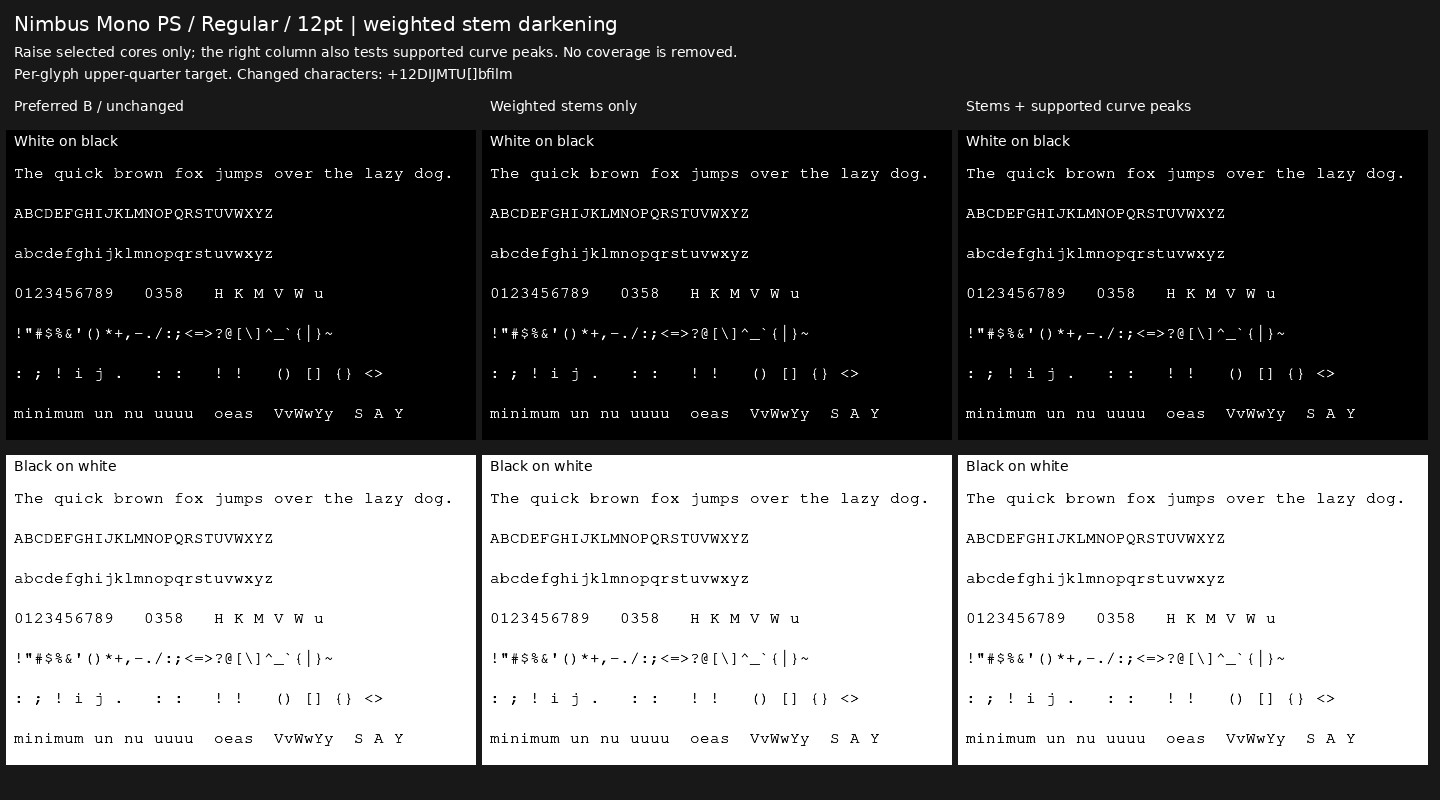 Nimbus Mono PS / Regular / 12pt | weighted stem darkening
Raise selected cores only; the right column also tests supported curve peaks. No coverage is removed.
Per-glyph upper-quarter target. Changed characters: +12DIJMTU[]bfilm
Preferred B / unchanged
White on black
The quick brown fox jumps over the lazy dog.
ABCDEFGHIJKLMNOPQRSTUVWXYZ
abcdefghijklmnopqrstuvwxyz
0123456789   0358   H K M V W u
!"#$%&'()*+,-./:;<=>?@[\]^_`{|}~
: ; ! i j .   : :   ! !   () [] {} <>
minimum un nu uuuu  oeas  VvWwYy  S A Y
Black on white
The quick brown fox jumps over the lazy dog.
ABCDEFGHIJKLMNOPQRSTUVWXYZ
abcdefghijklmnopqrstuvwxyz
0123456789   0358   H K M V W u
!"#$%&'()*+,-./:;<=>?@[\]^_`{|}~
: ; ! i j .   : :   ! !   () [] {} <>
minimum un nu uuuu  oeas  VvWwYy  S A Y
Weighted stems only
White on black
The quick brown fox jumps over the lazy dog.
ABCDEFGHIJKLMNOPQRSTUVWXYZ
abcdefghijklmnopqrstuvwxyz
0123456789   0358   H K M V W u
!"#$%&'()*+,-./:;<=>?@[\]^_`{|}~
: ; ! i j .   : :   ! !   () [] {} <>
minimum un nu uuuu  oeas  VvWwYy  S A Y
Black on white
The quick brown fox jumps over the lazy dog.
ABCDEFGHIJKLMNOPQRSTUVWXYZ
abcdefghijklmnopqrstuvwxyz
0123456789   0358   H K M V W u
!"#$%&'()*+,-./:;<=>?@[\]^_`{|}~
: ; ! i j .   : :   ! !   () [] {} <>
minimum un nu uuuu  oeas  VvWwYy  S A Y
Stems + supported curve peaks
White on black
The quick brown fox jumps over the lazy dog.
ABCDEFGHIJKLMNOPQRSTUVWXYZ
abcdefghijklmnopqrstuvwxyz
0123456789   0358   H K M V W u
!"#$%&'()*+,-./:;<=>?@[\]^_`{|}~
: ; ! i j .   : :   ! !   () [] {} <>
minimum un nu uuuu  oeas  VvWwYy  S A Y
Black on white
The quick brown fox jumps over the lazy dog.
ABCDEFGHIJKLMNOPQRSTUVWXYZ
abcdefghijklmnopqrstuvwxyz
0123456789   0358   H K M V W u
!"#$%&'()*+,-./:;<=>?@[\]^_`{|}~
: ; ! i j .   : :   ! !   () [] {} <>
minimum un nu uuuu  oeas  VvWwYy  S A Y